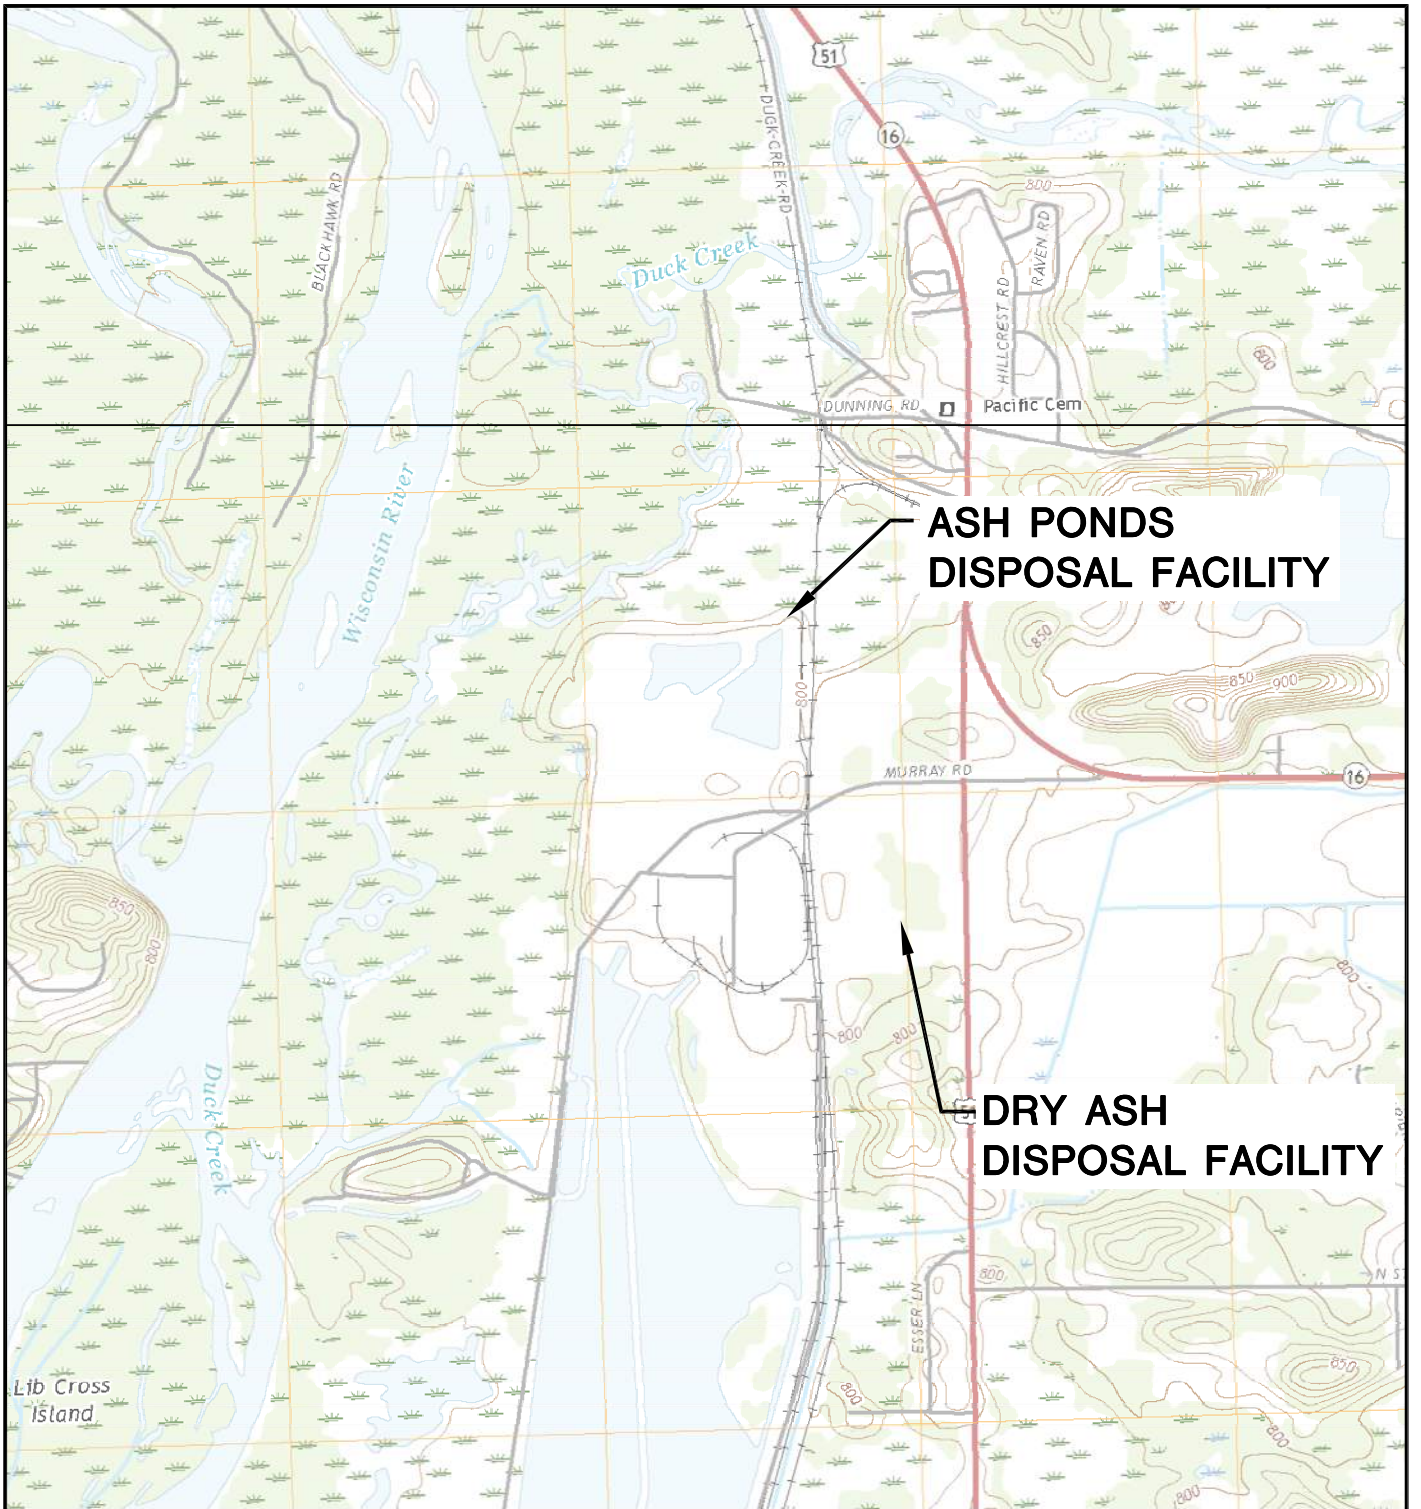 51
DUCK-CREEK-RD
16
800
BLACKHAWK RD
RAVEN RD
Duck Creek
HILLCREST RD
800
DUNNING RD
Pacific Cem
Wisconsin River
ASH PONDS
DISPOSAL FACILITY
850
850
900
800
MURRAY RD
16
850
800
800
800
800
Duck Creek
DRY ASH
DISPOSAL FACILITY
800
N ST
ESSER LN
850
Lib Cross
Island
800
800
800